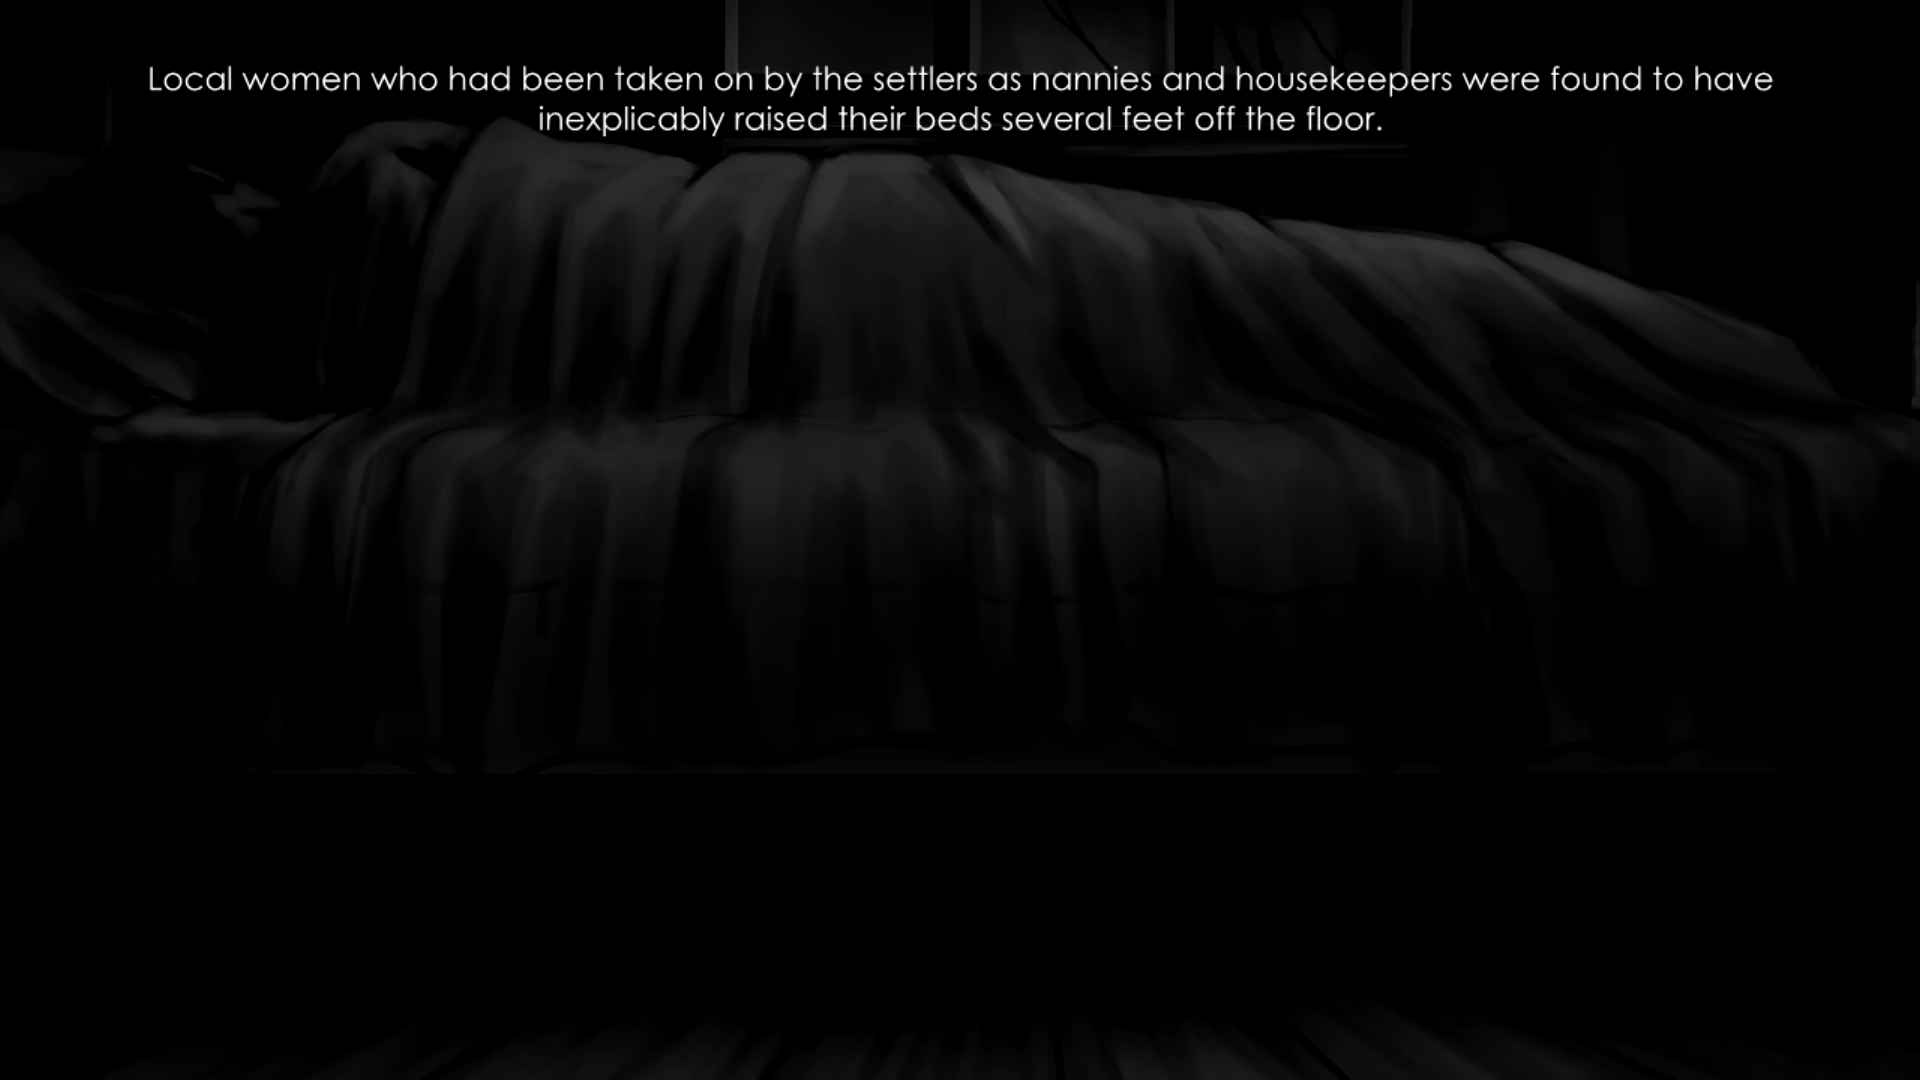 Local women who had been taken on by the settlers as nannies and housekeepers were found to have
inexplicably raised their beds several feet off the floor.